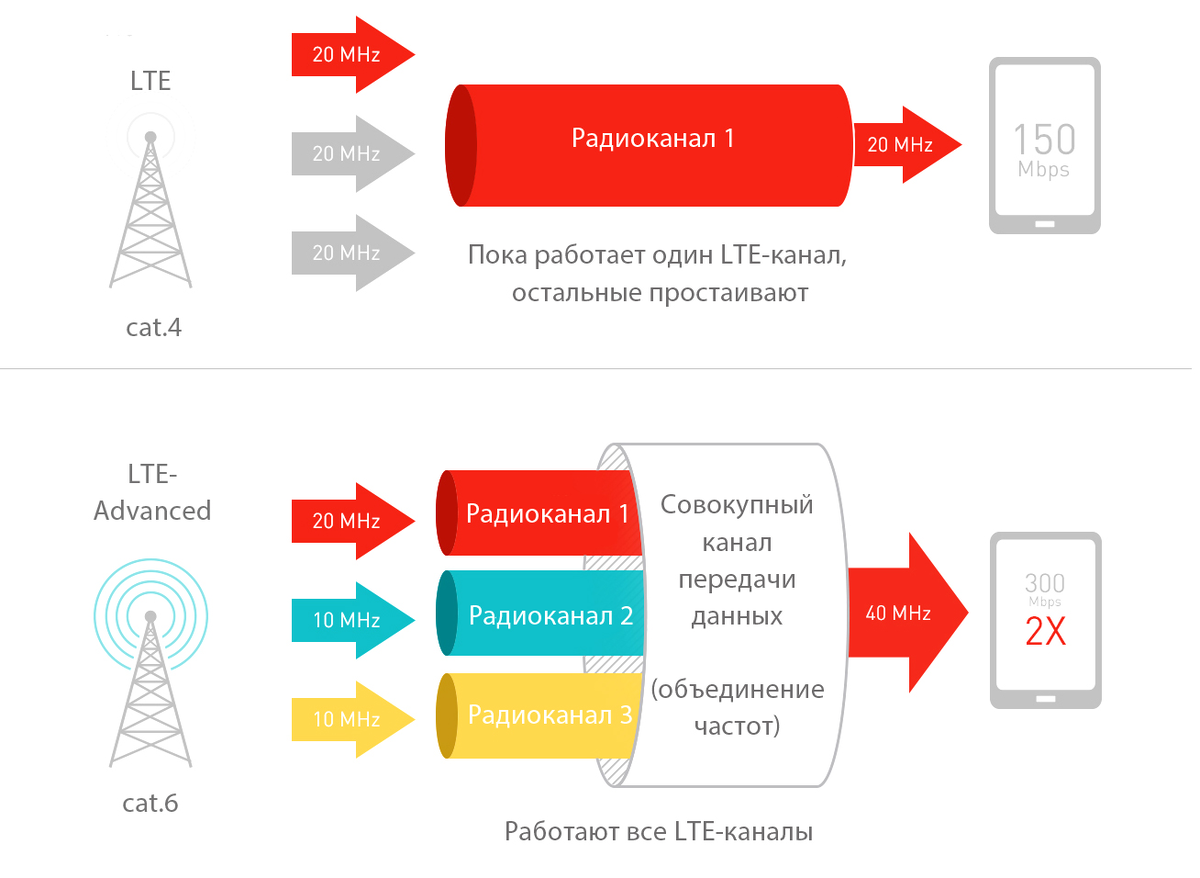 LTE
cat.4
20 MHz
20 MHz
20 MHz
Радиоканал 1
20 MHz
150
Mbps
Пока работает один LTE-канал,
остальные простаивают
LTE-
Advanced
cat.6
20 MHz
10 MHz
10 MHz
Радиоканал 1
Радиоканал 2
Радиоканал 3
Совокупный
канал
передачи
данных
(объединение
частот)
40 MHz
300
Mbps
2X
Работают все LTE-каналы